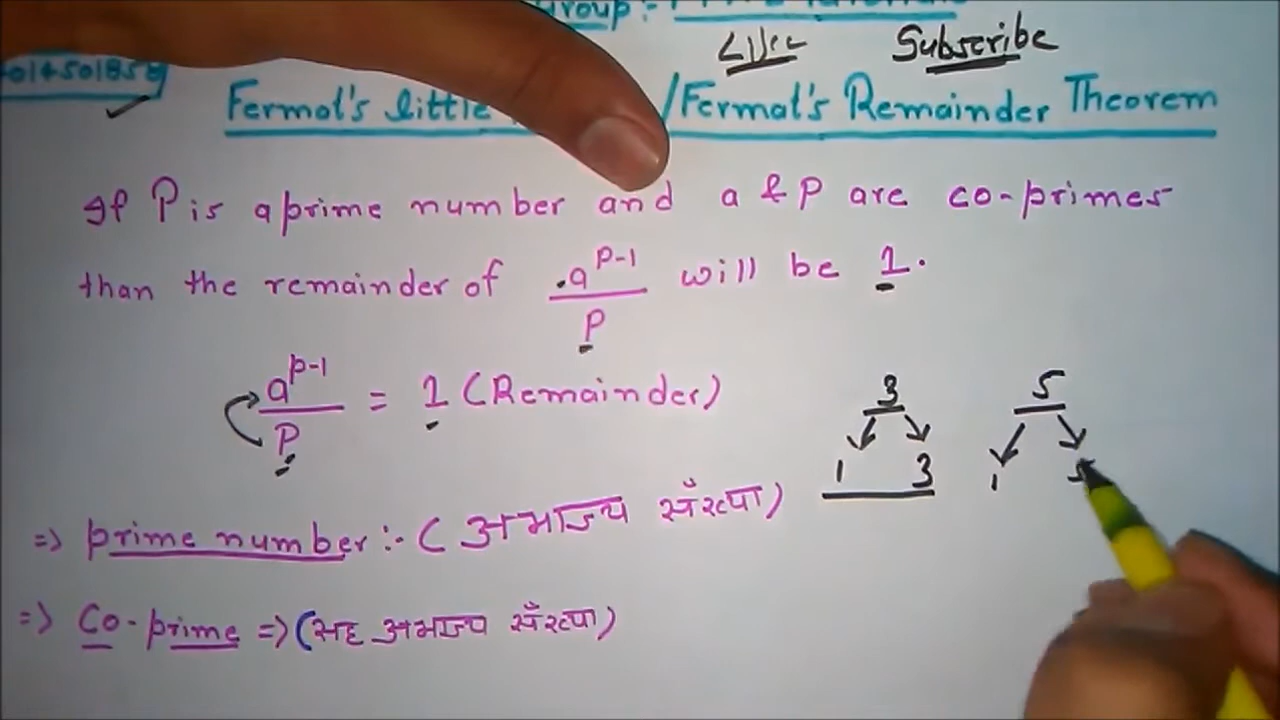 Group:-
Like Subscribe
Fermat's little /Fermat's Remainder Theorem
If P is a prime number and a & P are co-primes
than the remainder of a^{P-1}/P will be 1.
a^{p-1}/P = 1 (Remainder)
3 5
1 3 1
=> prime number :- (अभाज्य सँख्या)
=> Co-prime => (सह अभाज्य सँख्या)